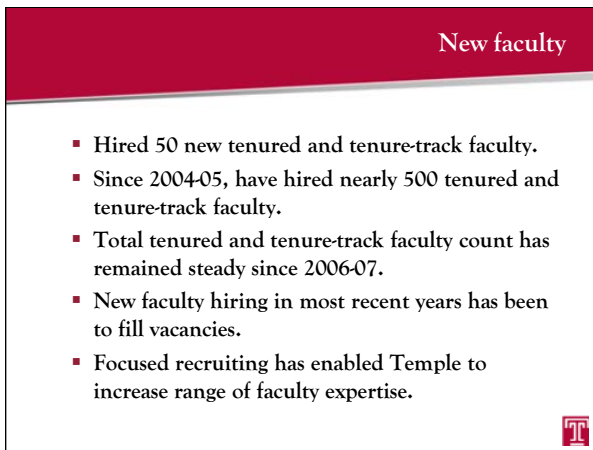 New faculty
▪ Hired 50 new tenured and tenure-track faculty.
▪ Since 2004-05, have hired nearly 500 tenured and
tenure-track faculty.
▪ Total tenured and tenure-track faculty count has
remained steady since 2006-07.
▪ New faculty hiring in most recent years has been
to fill vacancies.
▪ Focused recruiting has enabled Temple to
increase range of faculty expertise.
T